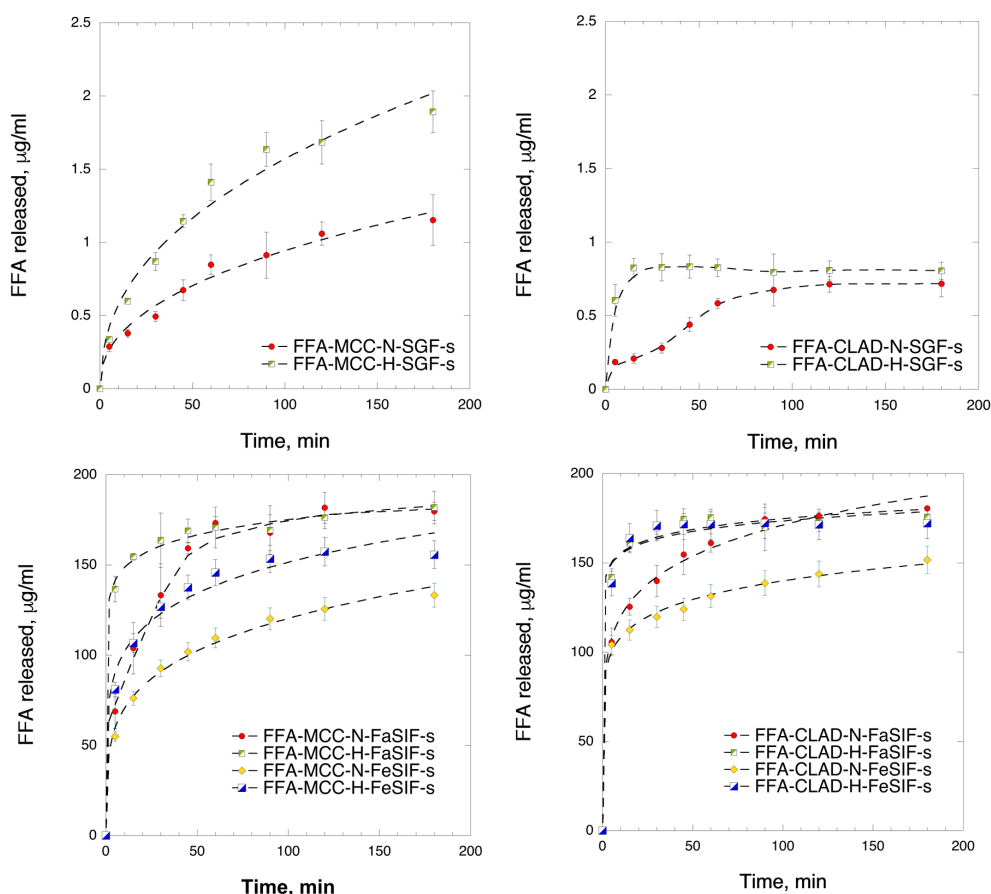 2.5
2
1.5
1
0.5
0
FFA released, μg/ml
FFA-MCC-N-SGF-s
FFA-MCC-H-SGF-s
0 50 100 150 200
Time, min
2.5
2
1.5
1
0.5
0
FFA released, μg/ml
FFA-CLAD-N-SGF-s
FFA-CLAD-H-SGF-s
0 50 100 150 200
Time, min
200
150
100
50
0
FFA released, μg/ml
FFA-MCC-N-FaSIF-s
FFA-MCC-H-FaSIF-s
FFA-MCC-N-FeSIF-s
FFA-MCC-H-FeSIF-s
0 50 100 150 200
Time, min
200
150
100
50
0
FFA released, μg/ml
FFA-CLAD-N-FaSIF-s
FFA-CLAD-H-FaSIF-s
FFA-CLAD-N-FeSIF-s
FFA-CLAD-H-FeSIF-s
0 50 100 150 200
Time, min